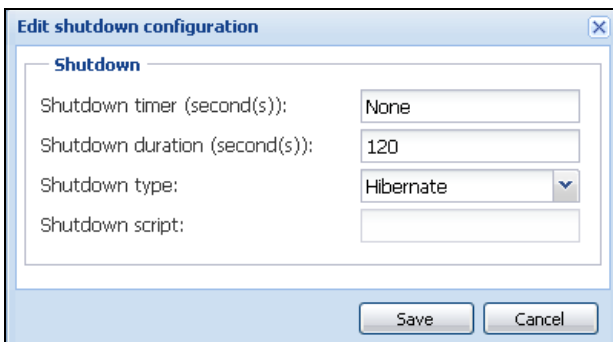 Edit shutdown configuration
Shutdown
Shutdown timer (second(s)): None
Shutdown duration (second(s)): 120
Shutdown type: Hibernate
Shutdown script:
Save Cancel